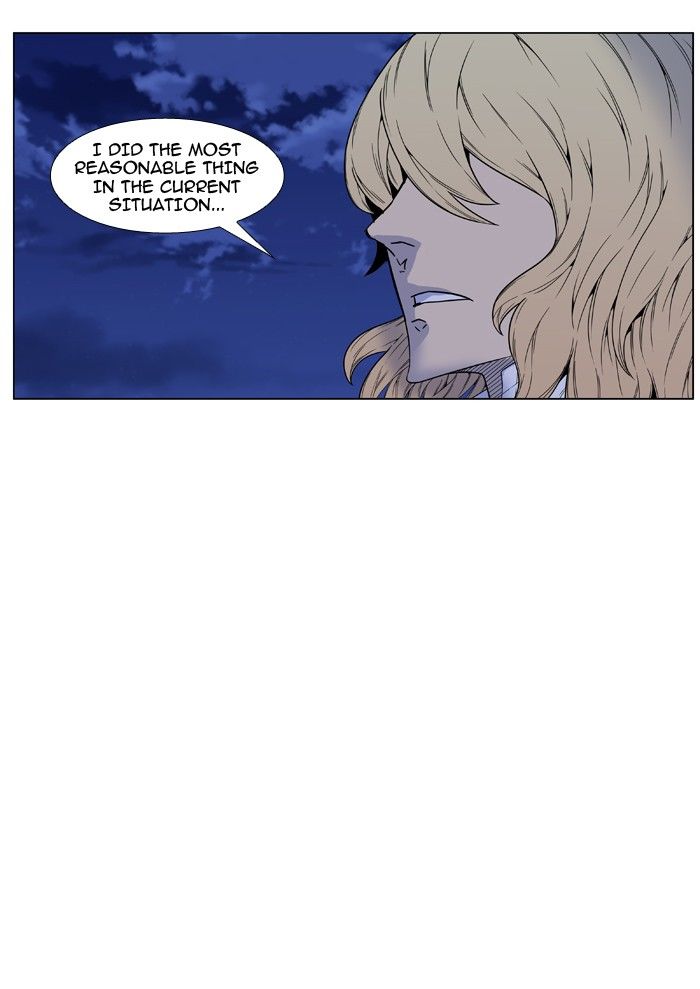 I DID THE MOST
REASONABLE THING
IN THE CURRENT
SITUATION...